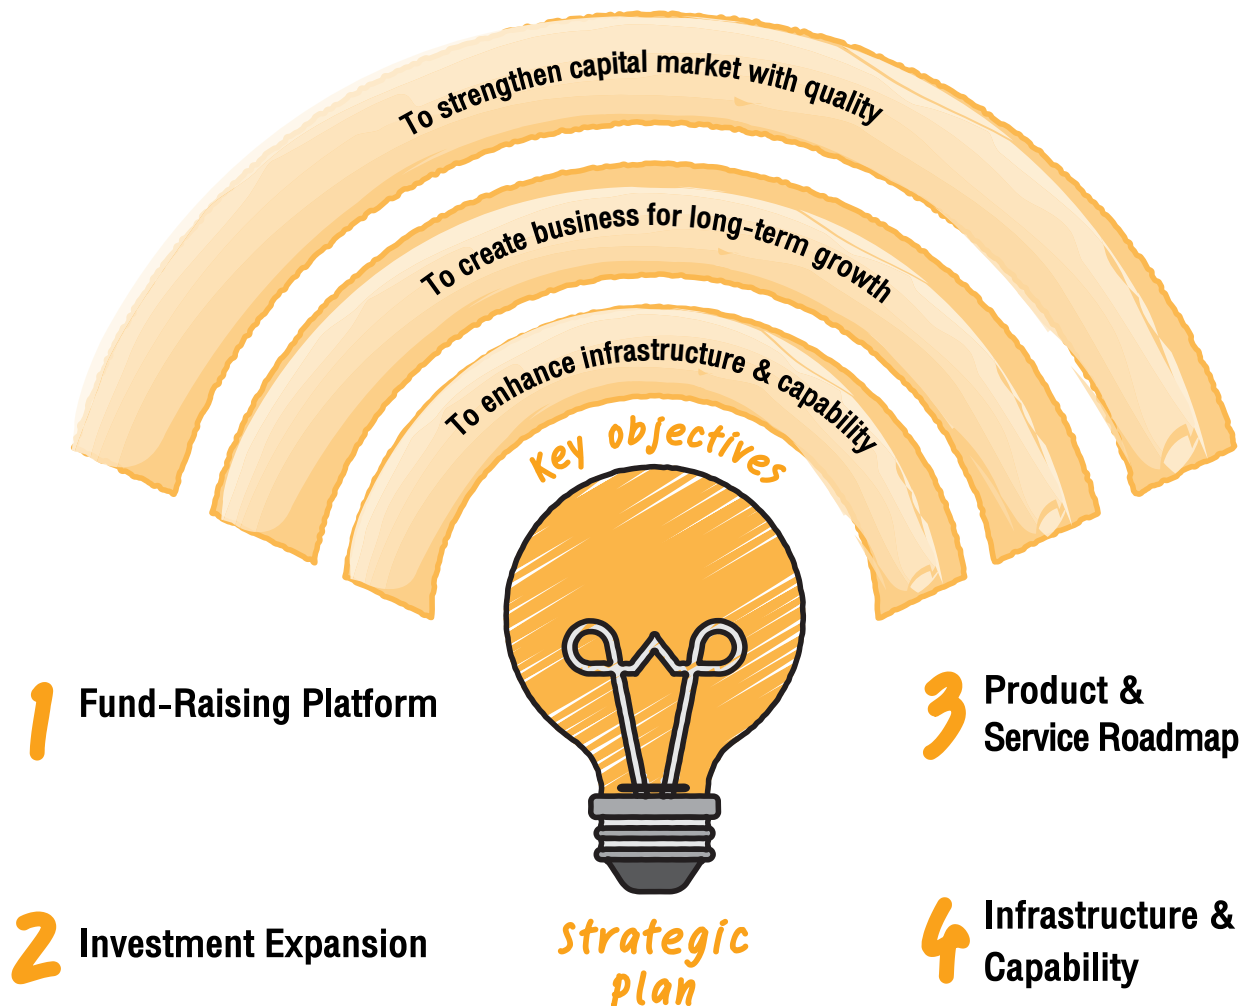 To strengthen capital market with quality
To create business for long-term growth
To enhance infrastructure & capability
Key objectives
1 Fund-Raising Platform
2 Investment Expansion
3 Product &
Service Roadmap
4 Infrastructure &
Capability
Strategic
Plan